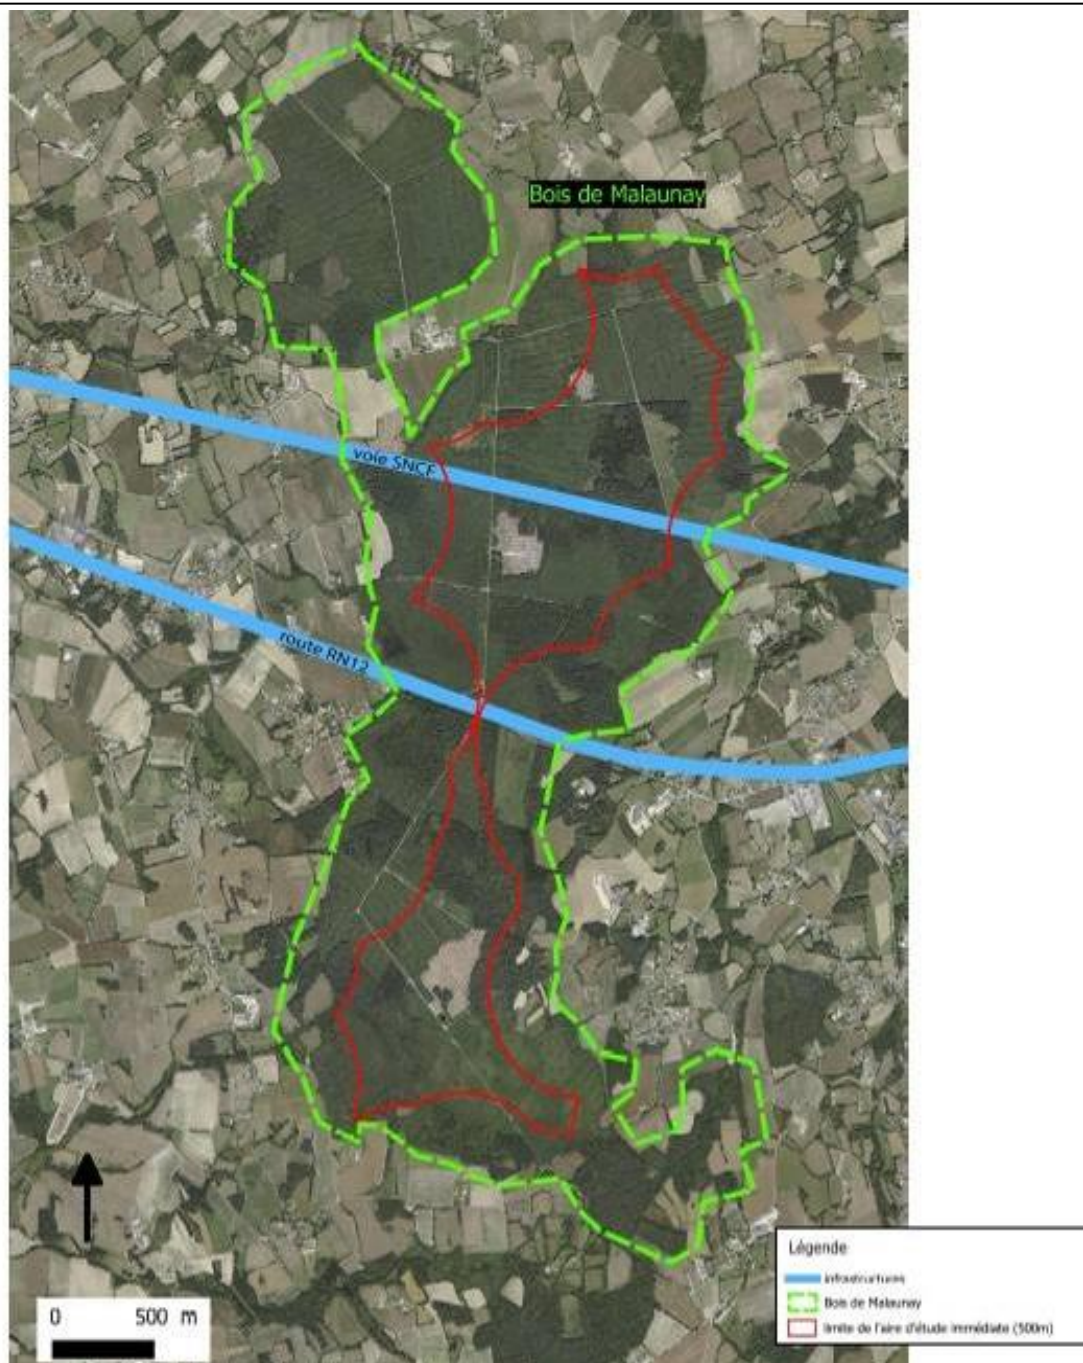 Bois de Malaunay
voie SNCF
route RN12
0 500 m
Légende
infrastructures
Bois de Malaunay
limite de l'aire d'étude immédiate (500m)